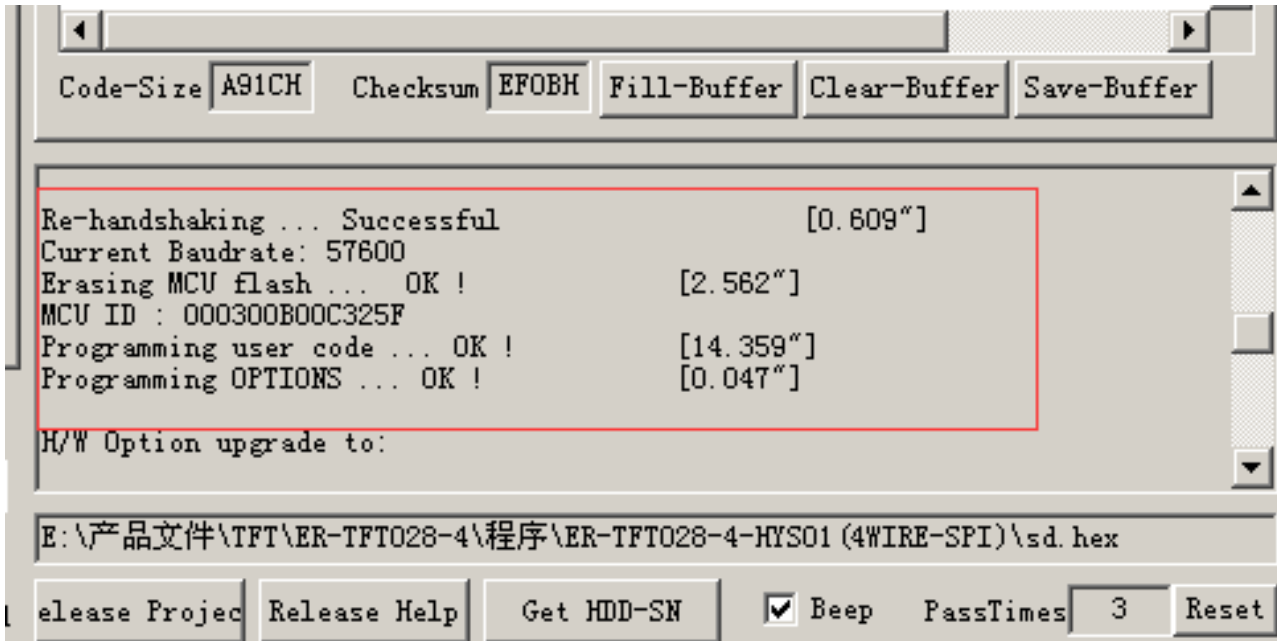 Code-Size A91CH Checksum EF0BH Fill-Buffer Clear-Buffer Save-Buffer
Re-handshaking ... Successful [0.609"]
Current Baudrate: 57600
Erasing MCU flash ... OK ! [2.562"]
MCU ID : 000300B00C325F
Programming user code ... OK ! [14.359"]
Programming OPTIONS ... OK ! [0.047"]
H/W Option upgrade to:
E:\产品文件\TFT\ER-TFT028-4\程序\ER-TFT028-4-HYS01(4WIRE-SPI)\sd.hex
elease Projec Release Help Get HDD-SN Beep PassTimes 3 Reset